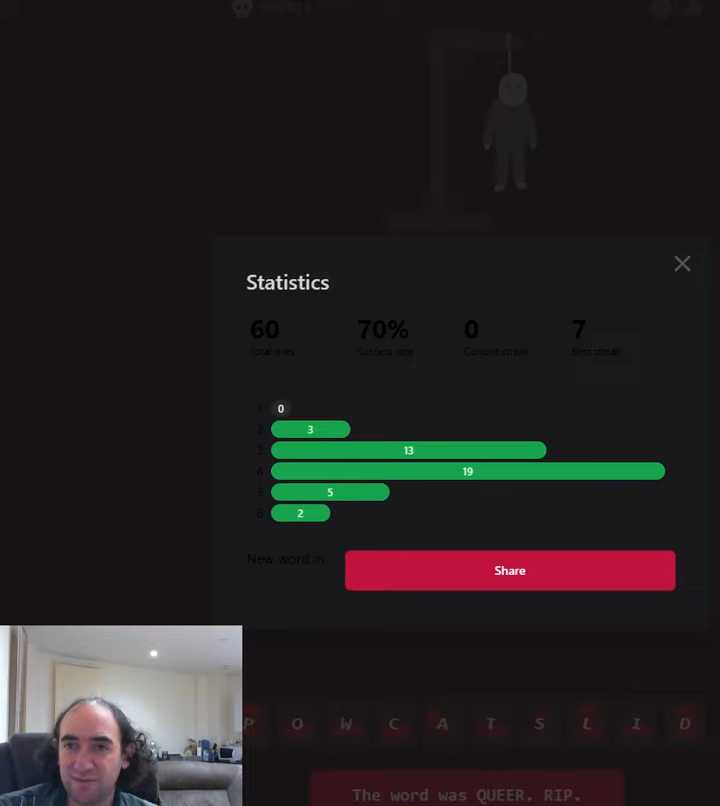 Statistics
60 70% 0 7
Total tries Success rate Current streak Best streak
1 0
2 3
3 13
4 19
5 5
6 2
New word in
Share
P O W C A T S L I D
The word was QUEER. RIP.